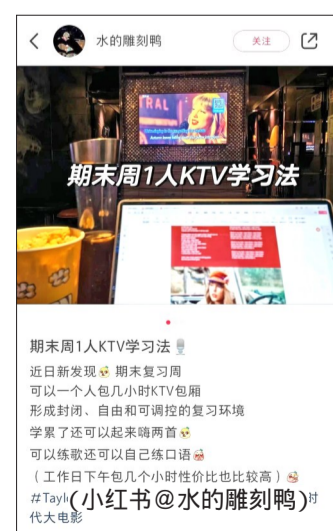 水的雕刻鸭
关注
TRAL
期末周1人KTV学习法
期末周1人KTV学习法
近日新发现 期末复习周
可以一个人包几小时KTV包厢
形成封闭、自由和可调控的复习环境
学累了还可以起来嗨两首
可以练歌还可以自己练口语
（工作日下午包几个小时性价比也比较高）
#Tayl
(小红书@水的雕刻鸭)
时
代大电影